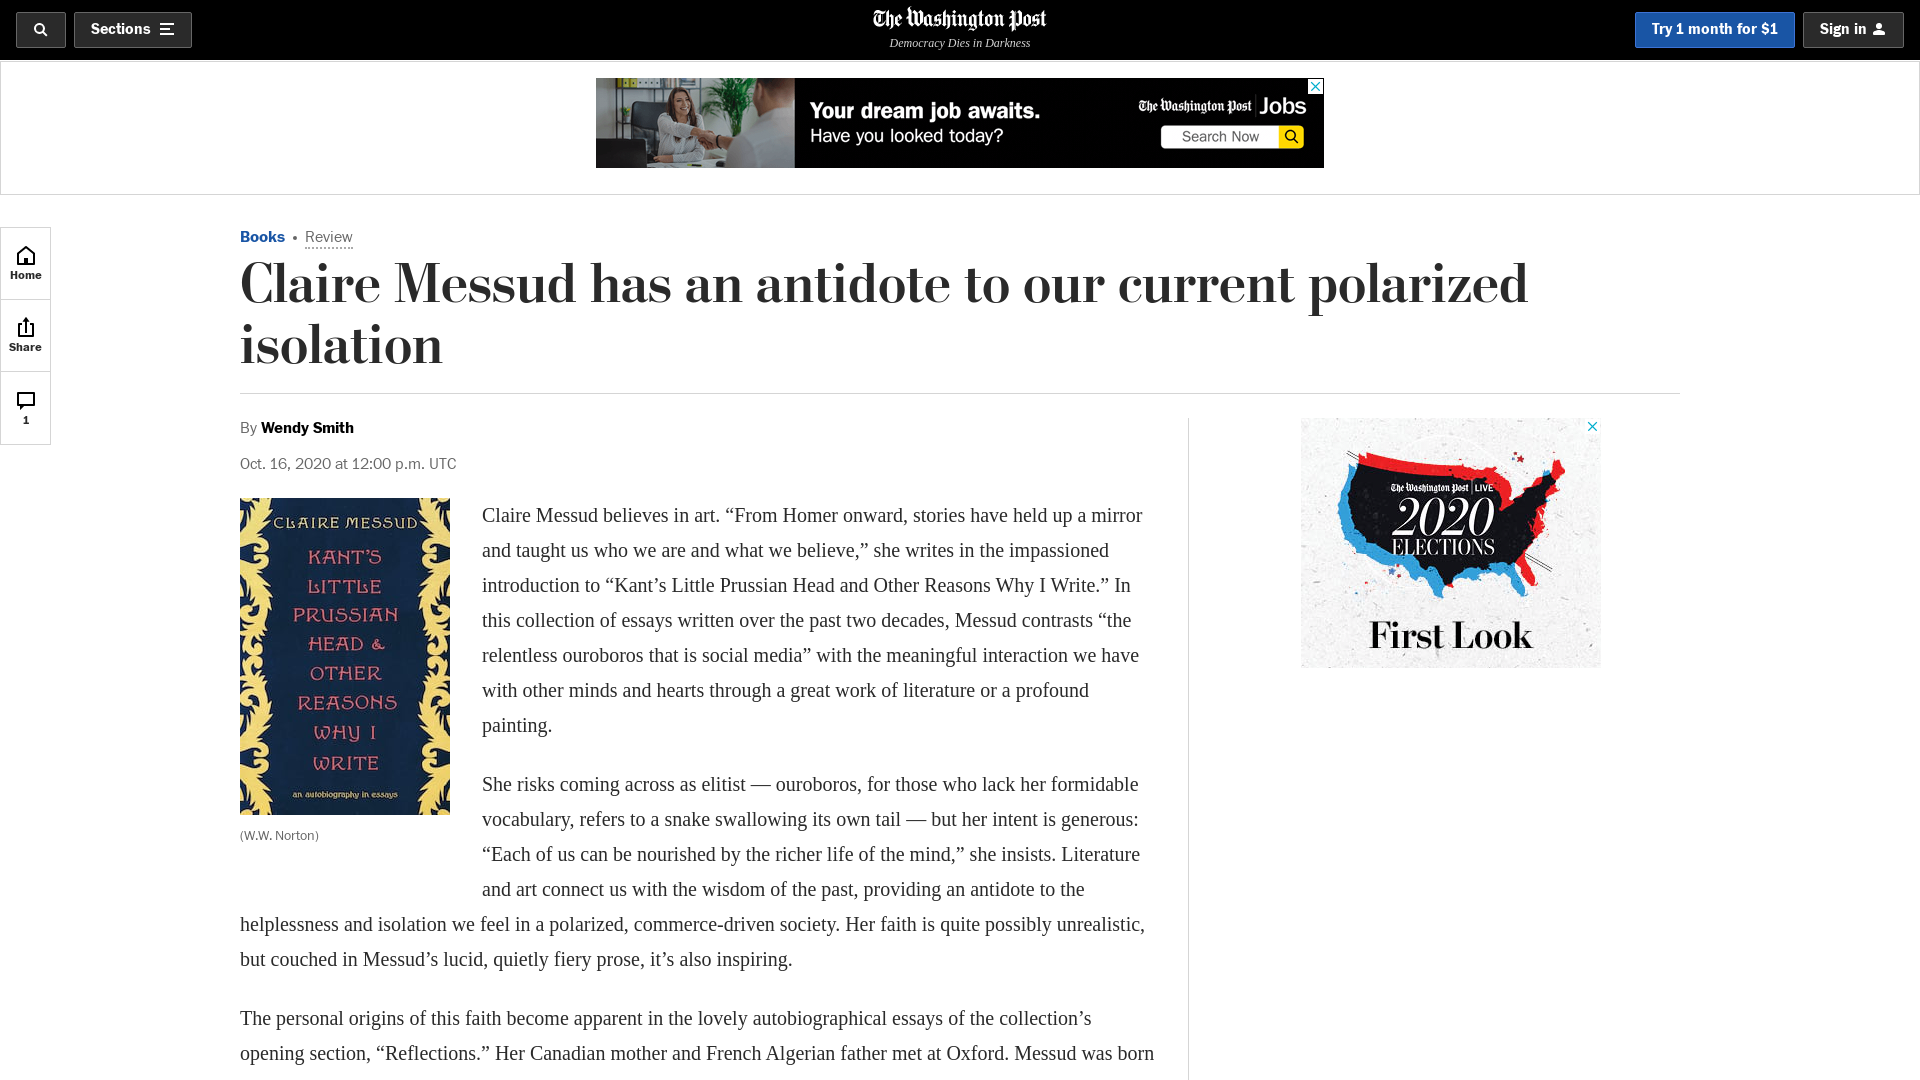 Sections
The Washington Post
Democracy Dies in Darkness
Try 1 month for $1
Sign in
Your dream job awaits.
Have you looked today?
The Washington Post Jobs
Search Now
Home
Share
1
Books • Review
Claire Messud has an antidote to our current polarized
isolation
By Wendy Smith
Oct. 16, 2020 at 12:00 p.m. UTC
CLAIRE MESSUD
KANT'S
LITTLE
PRUSSIAN
HEAD &
OTHER
REASONS
WHY I
WRITE
an autobiography in essays
(W.W. Norton)
Claire Messud believes in art. “From Homer onward, stories have held up a mirror
and taught us who we are and what we believe,” she writes in the impassioned
introduction to “Kant’s Little Prussian Head and Other Reasons Why I Write.” In
this collection of essays written over the past two decades, Messud contrasts “the
relentless ouroboros that is social media” with the meaningful interaction we have
with other minds and hearts through a great work of literature or a profound
painting.
She risks coming across as elitist — ouroboros, for those who lack her formidable
vocabulary, refers to a snake swallowing its own tail — but her intent is generous:
“Each of us can be nourished by the richer life of the mind,” she insists. Literature
and art connect us with the wisdom of the past, providing an antidote to the
helplessness and isolation we feel in a polarized, commerce-driven society. Her faith is quite possibly unrealistic,
but couched in Messud’s lucid, quietly fiery prose, it’s also inspiring.
The personal origins of this faith become apparent in the lovely autobiographical essays of the collection’s
opening section, “Reflections.” Her Canadian mother and French Algerian father met at Oxford. Messud was born
The Washington Post LIVE
2020
ELECTIONS
First Look